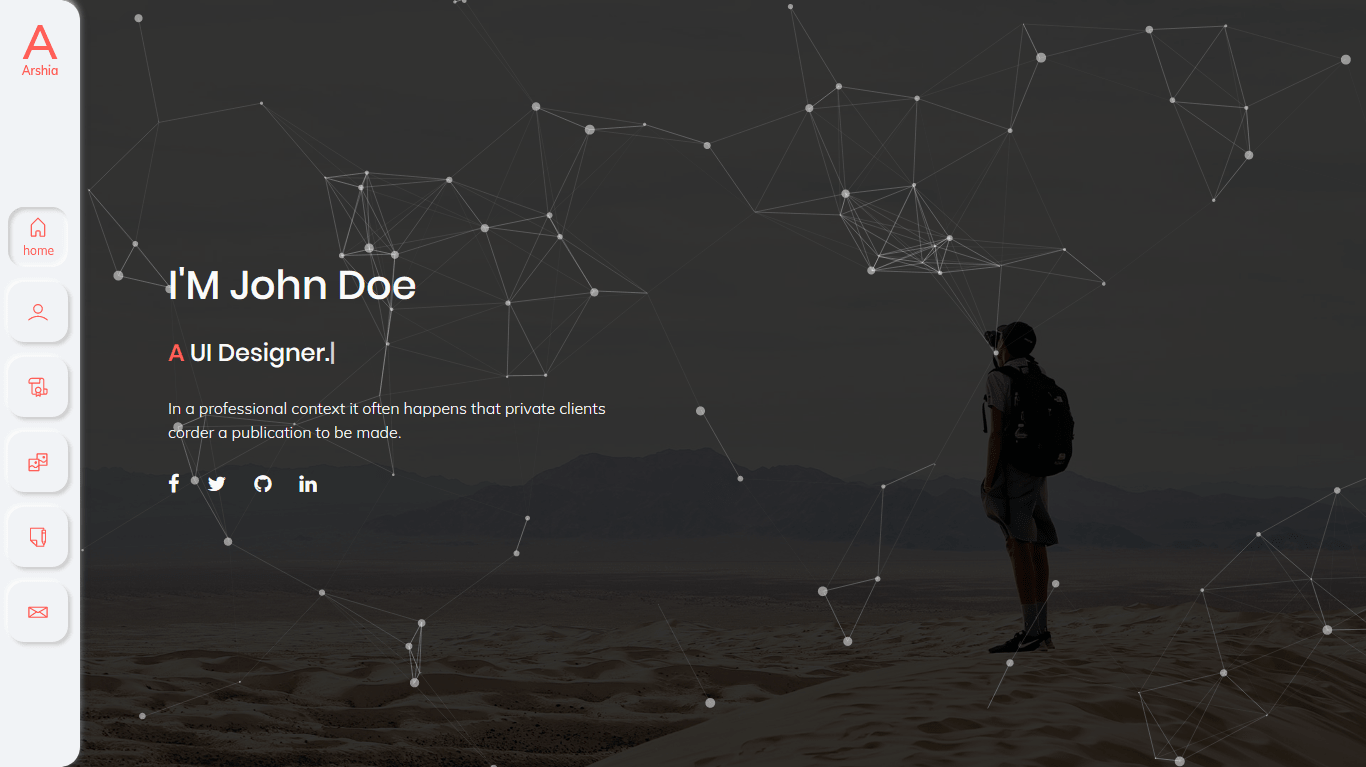 A
Arshia
home
I'M John Doe
A UI Designer.|
In a professional context it often happens that private clients
corder a publication to be made.